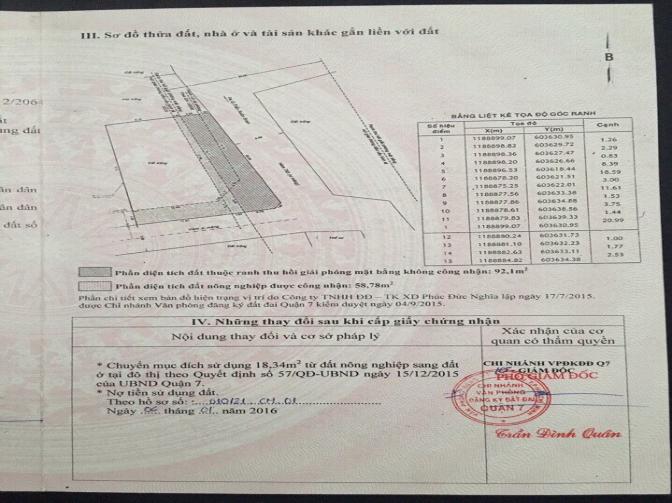 III. Sơ đồ thửa đất, nhà ở và tài sản khác gắn liền với đất
B
2/2064
ất
ng đất
ân dân
ân dân
đất số
BẢNG LIỆT KÊ TỌA ĐỘ GÓC RANH
Số hiệu điểm Tọa độ Cạnh
X(m) Y(m)
1 1188899.07 603630.95 1.26
2 1188898.82 603629.72 2.29
3 1188898.36 603627.47 0.83
4 1188898.20 603626.66 8.39
5 1188896.53 603618.44 18.59
6 1188878.20 603621.51 3.00
7 1188875.25 603622.01 11.61
8 1188877.56 603633.38 1.53
9 1188877.86 603634.88 3.75
10 1188878.61 603638.56 1.44
11 1188879.83 603639.33 20.99
1 1188899.07 603630.95
12 1188880.24 603631.73 1.00
13 1188881.10 603632.23 1.77
14 1188882.63 603633.11 2.53
15 1188884.82 603634.38
Phần diện tích đất thuộc ranh thu hồi giải phóng mặt bằng không công nhận: 92,1m²
Phần diện tích đất nông nghiệp được công nhận: 58,78m²
Phần chi tiết xem bản đồ hiện trạng vị trí do Công ty TNHH ĐĐ – TK XD Phúc Đức Nghĩa lập ngày 17/7/2015.
được Chi nhánh Văn phòng đăng ký đất đai Quận 7 kiểm duyệt ngày 04/9/2015.
IV. Những thay đổi sau khi cấp giấy chứng nhận
Nội dung thay đổi và cơ sở pháp lý
Xác nhận của cơ quan có thẩm quyền
* Chuyển mục đích sử dụng 18,34m² từ đất nông nghiệp sang đất
ở tại đô thị theo Quyết định số 57/QD-UBND ngày 15/12/2015
của UBND Quận 7.
* Nợ tiền sử dụng đất.
Theo hồ sơ số: 010121.CH.01
Ngày 06 tháng 01 năm 2016
CHI NHÁNH VPĐKĐĐ Q7
PHÓ GIÁM ĐỐC
CHI NHÁNH
VĂN PHÒNG
ĐĂNG KÝ ĐẤT ĐAI
QUẬN 7
Trần Đình Quân